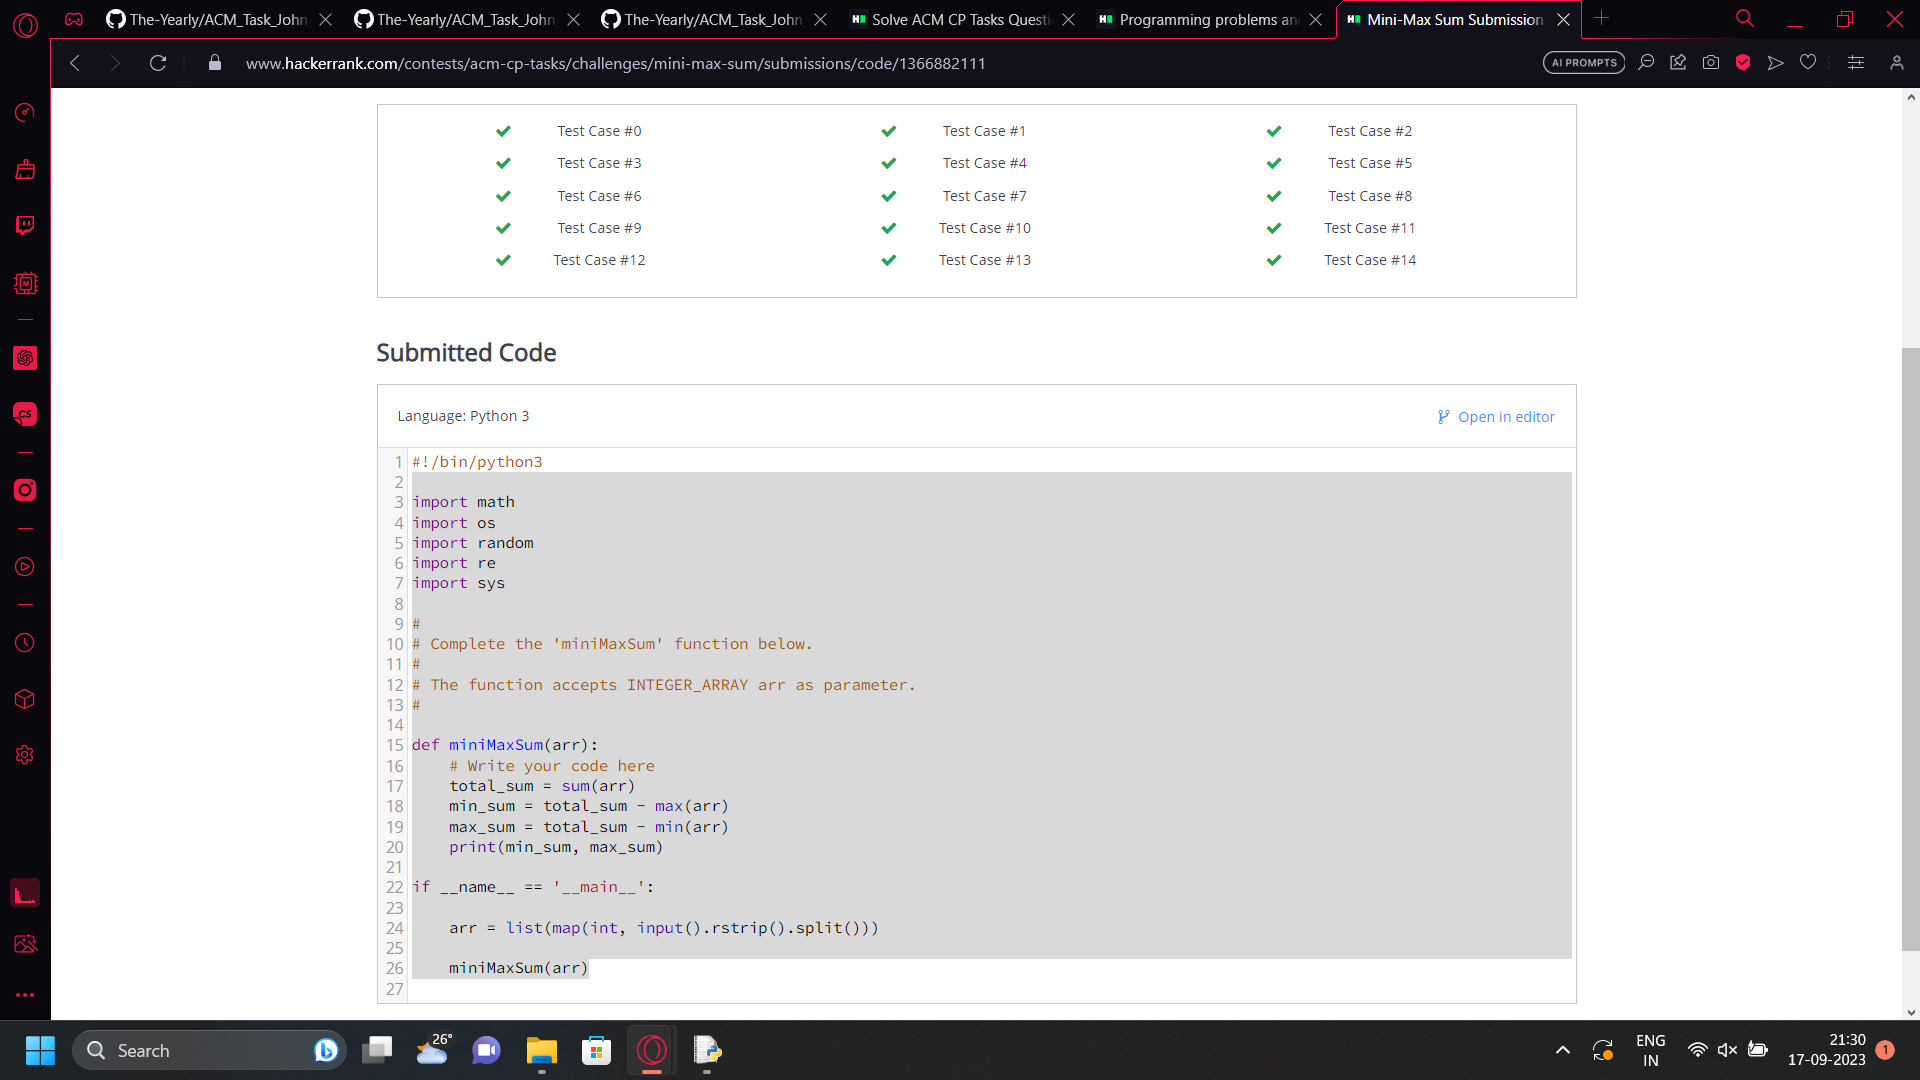 The-Yearly/ACM_Task_John
The-Yearly/ACM_Task_John
The-Yearly/ACM_Task_John
Solve ACM CP Tasks Questi
Programming problems an
Mini-Max Sum Submission
www.hackerrank.com/contests/acm-cp-tasks/challenges/mini-max-sum/submissions/code/1366882111
AI PROMPTS
Test Case #0 Test Case #1 Test Case #2
Test Case #3 Test Case #4 Test Case #5
Test Case #6 Test Case #7 Test Case #8
Test Case #9 Test Case #10 Test Case #11
Test Case #12 Test Case #13 Test Case #14
Submitted Code
Language: Python 3
Open in editor
1 #!/bin/python3
2
3 import math
4 import os
5 import random
6 import re
7 import sys
8
9 #
10 # Complete the 'miniMaxSum' function below.
11 #
12 # The function accepts INTEGER_ARRAY arr as parameter.
13 #
14
15 def miniMaxSum(arr):
16     # Write your code here
17     total_sum = sum(arr)
18     min_sum = total_sum - max(arr)
19     max_sum = total_sum - min(arr)
20     print(min_sum, max_sum)
21
22 if __name__ == '__main__':
23
24     arr = list(map(int, input().rstrip().split()))
25
26     miniMaxSum(arr)
27
CS
Search
26°
ENG
IN
21:30
17-09-2023
1